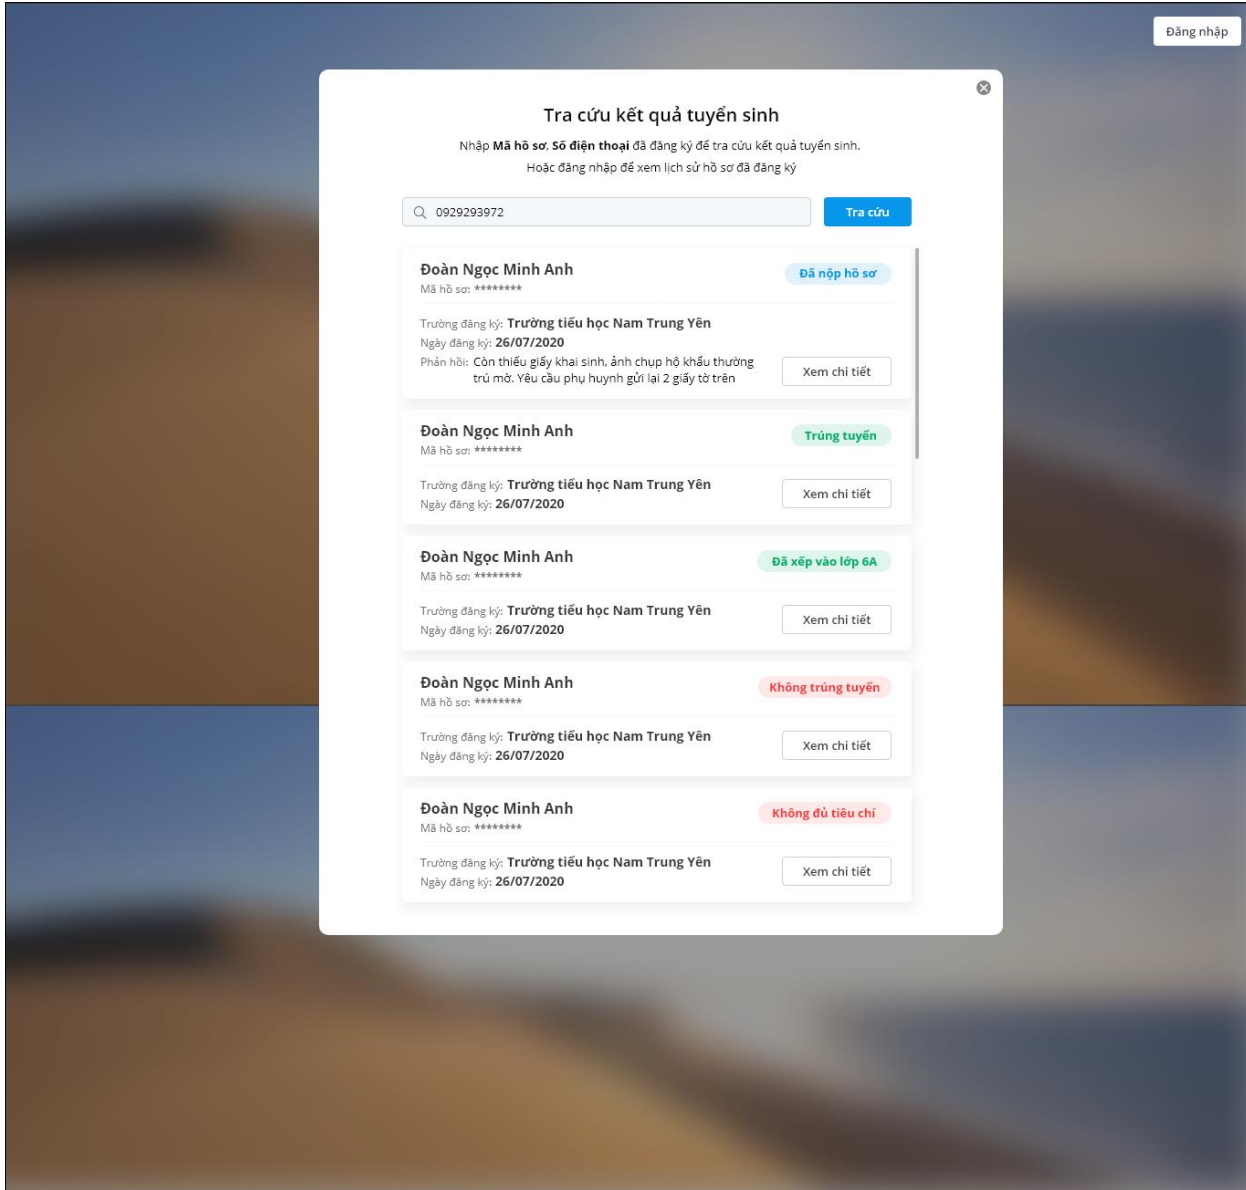 Đăng nhập
Tra cứu kết quả tuyển sinh
Nhập Mã hồ sơ, Số điện thoại đã đăng ký để tra cứu kết quả tuyển sinh.
Hoặc đăng nhập để xem lịch sử hồ sơ đã đăng ký
0929293972 Tra cứu
Đoàn Ngọc Minh Anh Đã nộp hồ sơ
Mã hồ sơ: ********
Trường đăng ký: Trường tiểu học Nam Trung Yên
Ngày đăng ký: 26/07/2020
Phản hồi: Còn thiếu giấy khai sinh, ảnh chụp hộ khẩu thường
trú mờ. Yêu cầu phụ huynh gửi lại 2 giấy tờ trên
Xem chi tiết
Đoàn Ngọc Minh Anh Trúng tuyển
Mã hồ sơ: ********
Trường đăng ký: Trường tiểu học Nam Trung Yên
Ngày đăng ký: 26/07/2020
Xem chi tiết
Đoàn Ngọc Minh Anh Đã xếp vào lớp 6A
Mã hồ sơ: ********
Trường đăng ký: Trường tiểu học Nam Trung Yên
Ngày đăng ký: 26/07/2020
Xem chi tiết
Đoàn Ngọc Minh Anh Không trúng tuyển
Mã hồ sơ: ********
Trường đăng ký: Trường tiểu học Nam Trung Yên
Ngày đăng ký: 26/07/2020
Xem chi tiết
Đoàn Ngọc Minh Anh Không đủ tiêu chí
Mã hồ sơ: ********
Trường đăng ký: Trường tiểu học Nam Trung Yên
Ngày đăng ký: 26/07/2020
Xem chi tiết